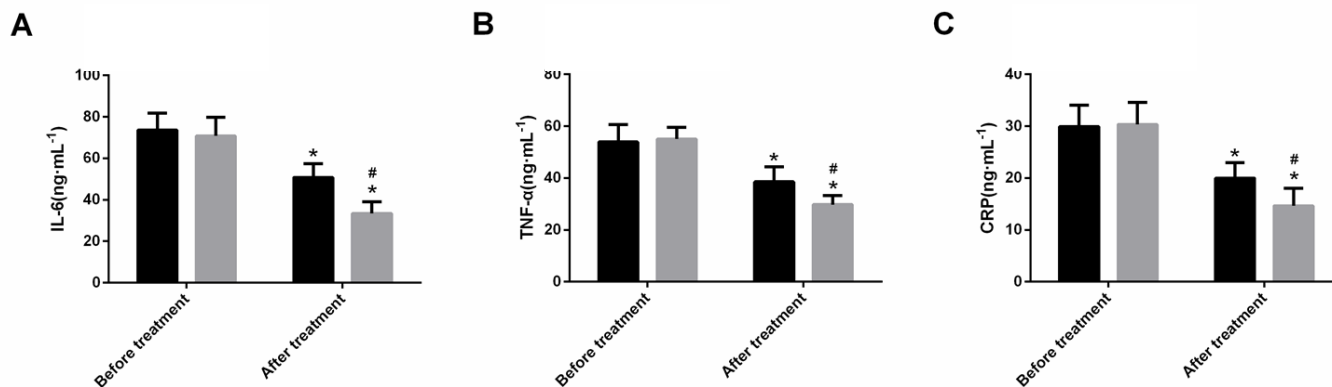 A
B
C
IL-6(ng·mL-1)
100
80
60
40
20
0
*
#
*
Before treatment
After treatment
TNF-α(ng·mL-1)
80
60
40
20
0
*
#
*
Before treatment
After treatment
CRP(ng·mL-1)
40
30
20
10
0
*
#
*
Before treatment
After treatment